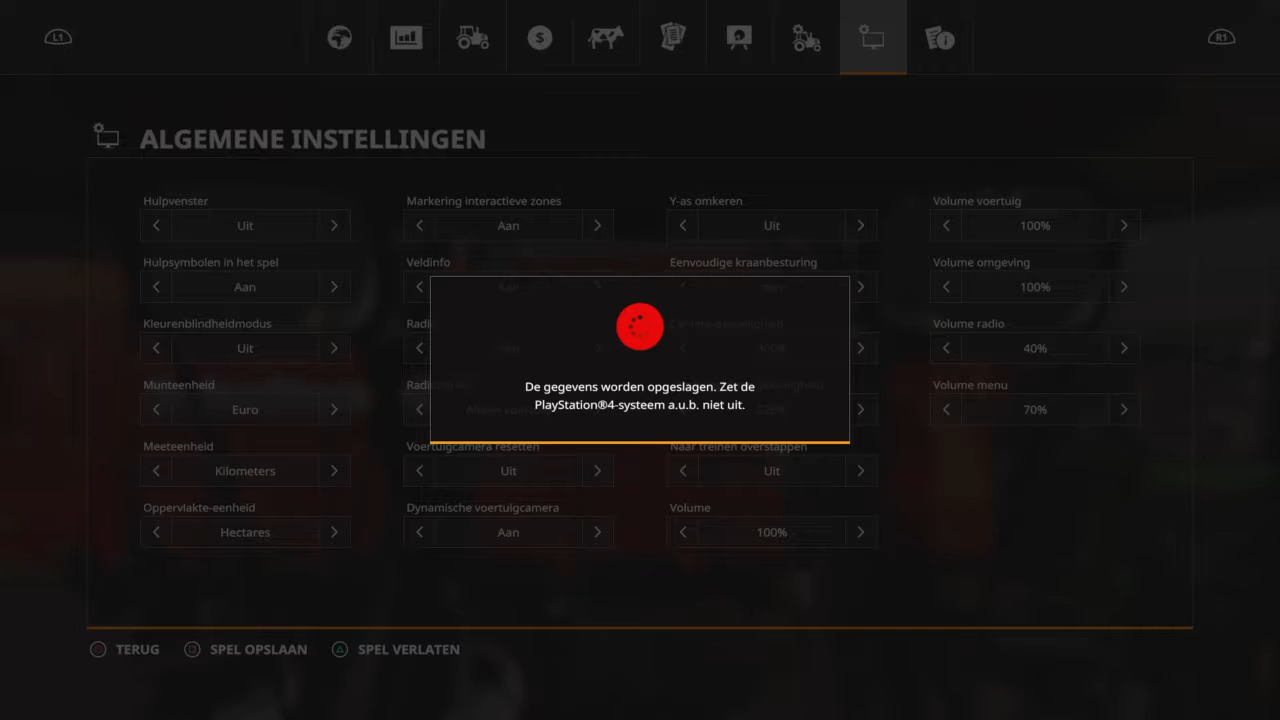 L1
R1
ALGEMENE INSTELLINGEN
Hulpvenster
Uit
Markering interactieve zones
Aan
Y-as omkeren
Uit
Volume voertuig
100%
Hulpsymbolen in het spel
Aan
Veldinfo
Eenvoudige kraanbesturing
Volume omgeving
100%
Kleurenblindheidmodus
Uit
Volume radio
40%
De gegevens worden opgeslagen. Zet de
PlayStation®4-systeem a.u.b. niet uit.
Munteenheid
Euro
Volume menu
70%
Meeteenheid
Kilometers
Voertuigcamera resetten
Uit
Naar treinen overstappen
Uit
Oppervlakte-eenheid
Hectares
Dynamische voertuigcamera
Aan
Volume
100%
TERUG
SPEL OPSLAAN
SPEL VERLATEN